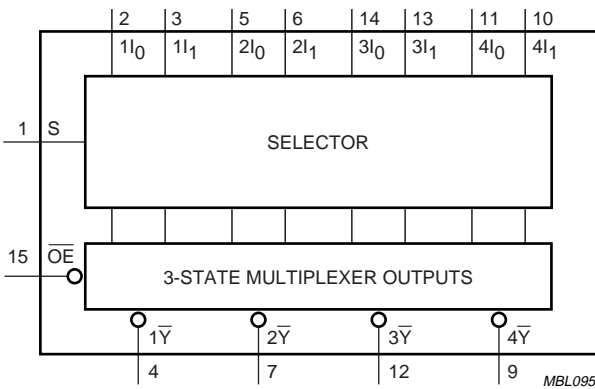 2 3 5 6 14 13 11 10
1I₀ 1I₁ 2I₀ 2I₁ 3I₀ 3I₁ 4I₀ 4I₁
1 S
SELECTOR
15 O̅E̅
3-STATE MULTIPLEXER OUTPUTS
1Y̅ 2Y̅ 3Y̅ 4Y̅
4 7 12 9
MBL095